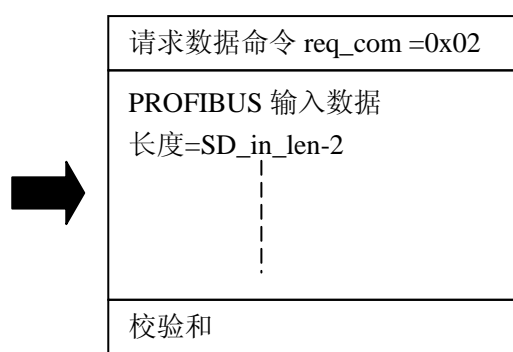 请求数据命令 req_com =0x02
PROFIBUS 输入数据
长度=SD_in_len-2
校验和